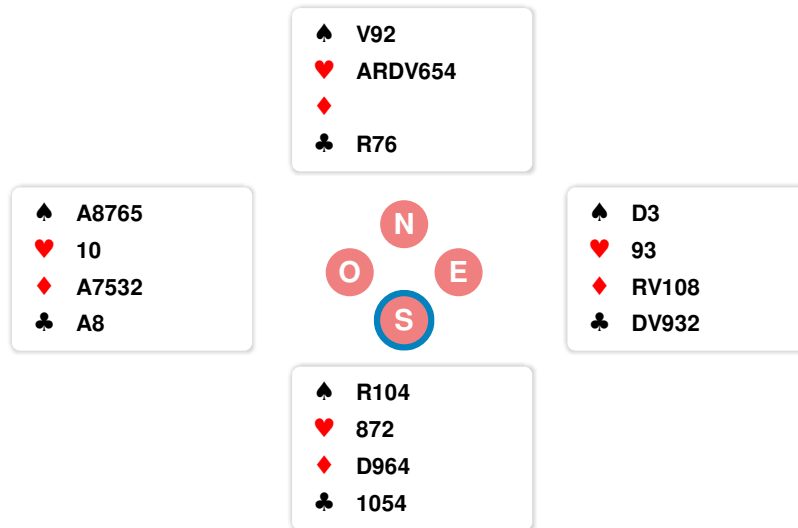 ♠ V92
♥ ARDV654
♦
♣ R76
♠ A8765
♥ 10
♦ A7532
♣ A8
N
O E
S
♠ D3
♥ 93
♦ RV108
♣ DV932
♠ R104
♥ 872
♦ D964
♣ 1054